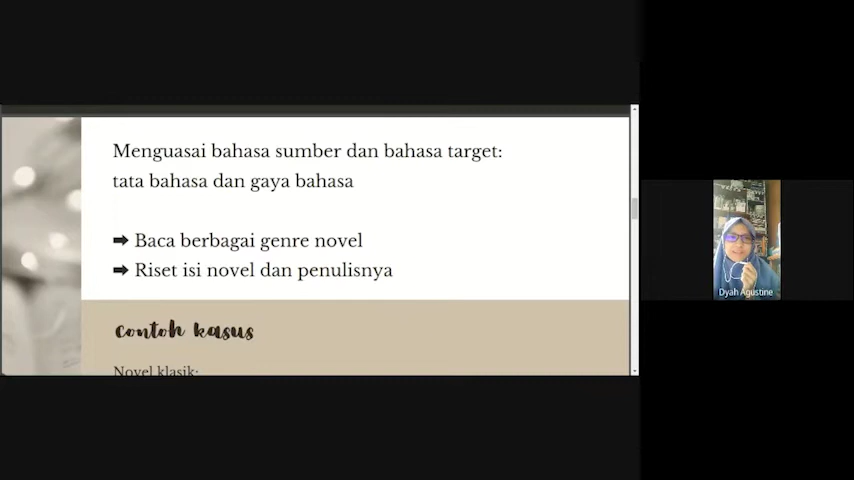 Menguasai bahasa sumber dan bahasa target:
tata bahasa dan gaya bahasa
➡ Baca berbagai genre novel
➡ Riset isi novel dan penulisnya
contoh kasus
Novel klasik:
Dyah Agustine